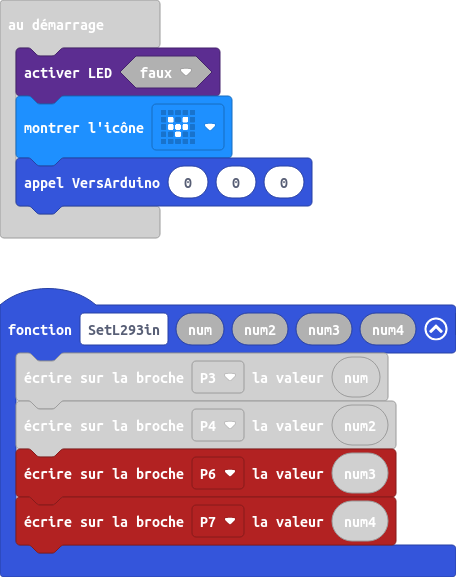 au démarrage
activer LED faux
montrer l'icône
appel VersArduino 0 0 0
fonction SetL293in num num2 num3 num4
écrire sur la broche P3 la valeur num
écrire sur la broche P4 la valeur num2
écrire sur la broche P6 la valeur num3
écrire sur la broche P7 la valeur num4